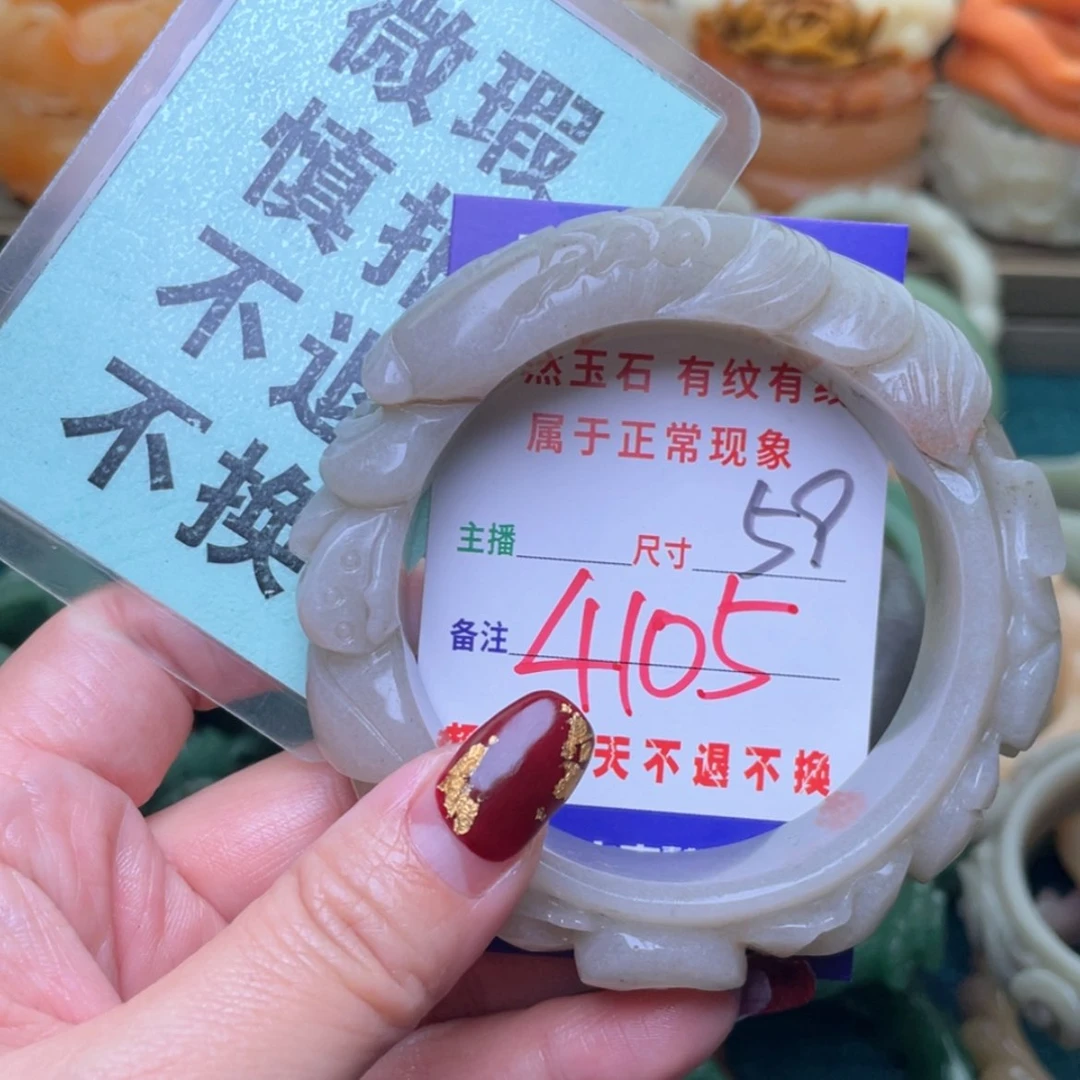 微瑕
慎拍
不退
不换
然玉石 有纹有
属于正常现象
主播 尺寸 59
备注 4105
天不退不换